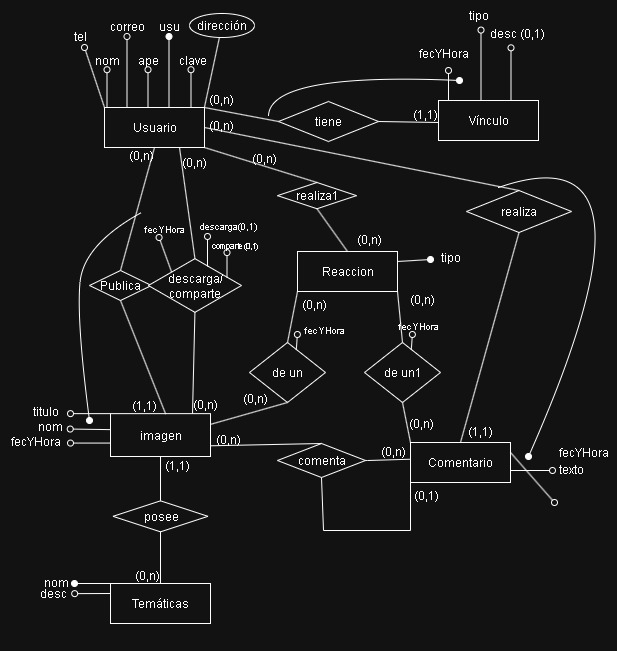 tipo
correo
usu
dirección
desc (0,1)
tel
fecYHora
nom
ape
clave
(0,n)
(1,1)
Usuario
(0,n)
tiene
Vínculo
(0,n)
(0,n)
(0,n)
realiza1
realiza
descarga(0,1)
fecYHora
comparte(0,1)
(0,n)
tipo
Reaccion
Publica
descarga/
comparte
(0,n)
(0,n)
fecYHora
fecYHora
de un
de un1
(1,1)
(0,n)
(0,n)
titulo
nom
fecYHora
imagen
(0,n)
(0,n)
(1,1)
(0,n)
fecYHora
comenta
Comentario
texto
(1,1)
(0,1)
posee
(0,n)
nom
desc
Temáticas